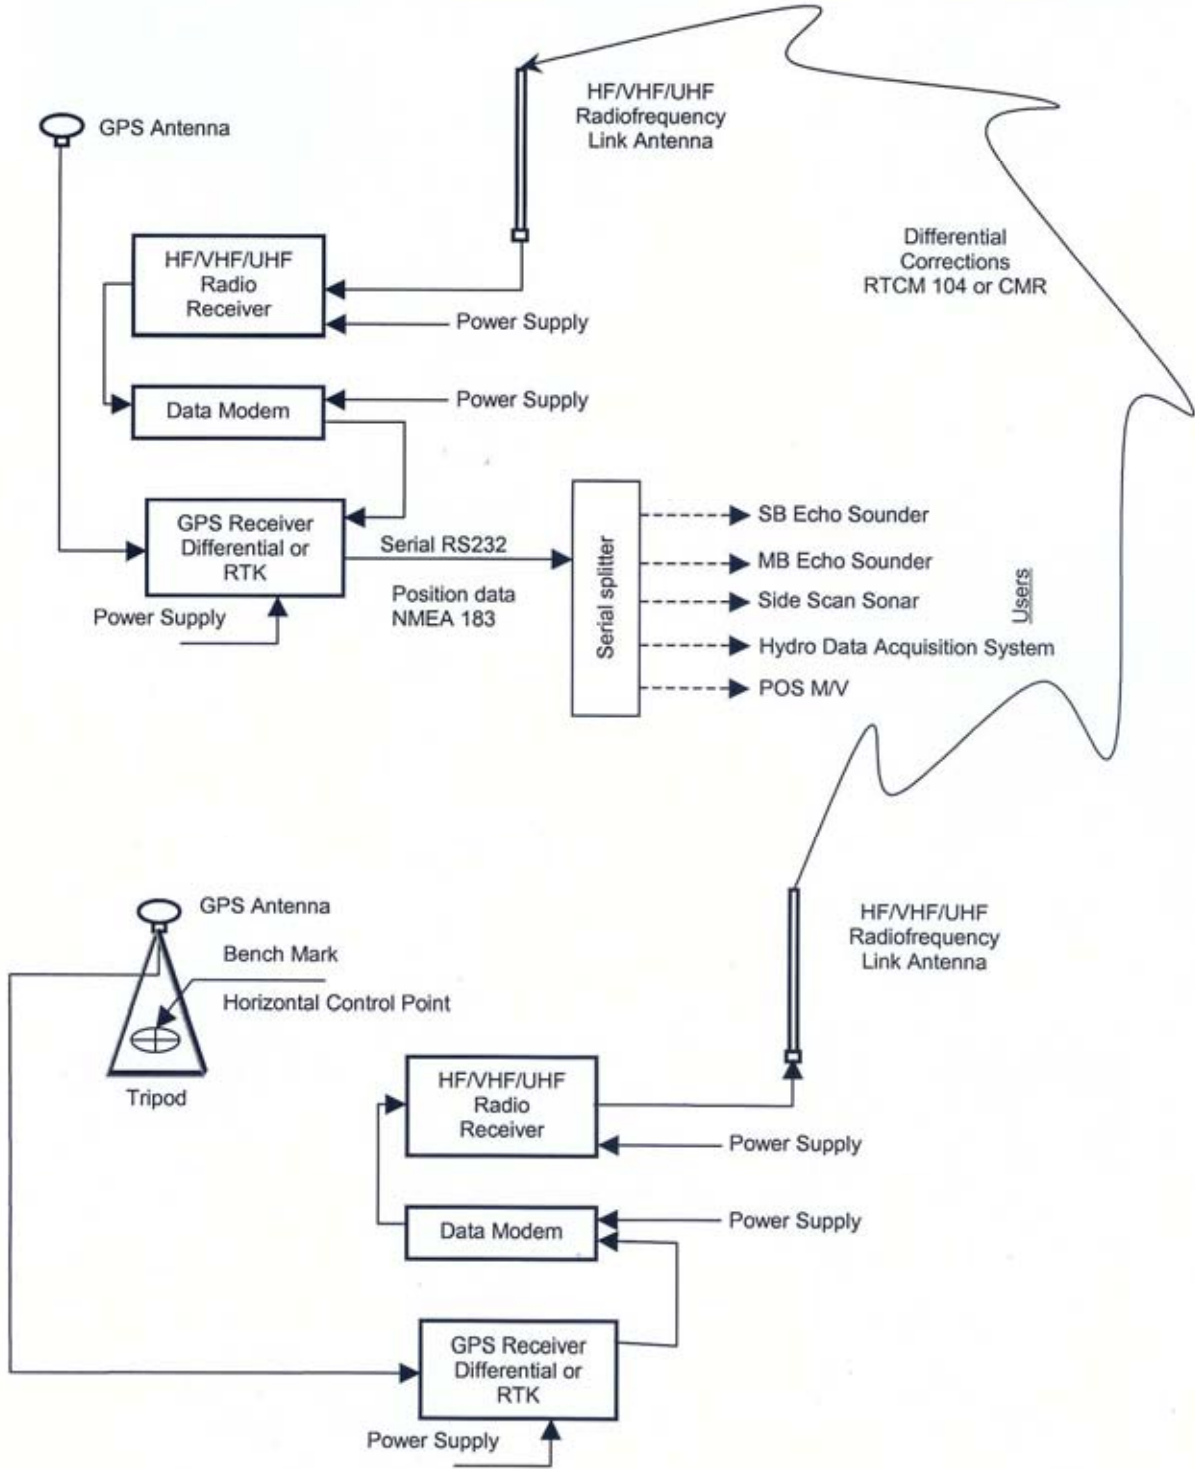 HF/VHF/UHF
Radiofrequency
Link Antenna
GPS Antenna
Differential
Corrections
RTCM 104 or CMR
HF/VHF/UHF
Radio
Receiver
Power Supply
Data Modem
Power Supply
GPS Receiver
Differential or
RTK
Power Supply
Serial RS232
Position data
NMEA 183
Serial splitter
SB Echo Sounder
MB Echo Sounder
Side Scan Sonar
Hydro Data Acquisition System
POS M/V
Users
GPS Antenna
Bench Mark
Horizontal Control Point
Tripod
HF/VHF/UHF
Radiofrequency
Link Antenna
HF/VHF/UHF
Radio
Receiver
Power Supply
Data Modem
Power Supply
GPS Receiver
Differential or
RTK
Power Supply